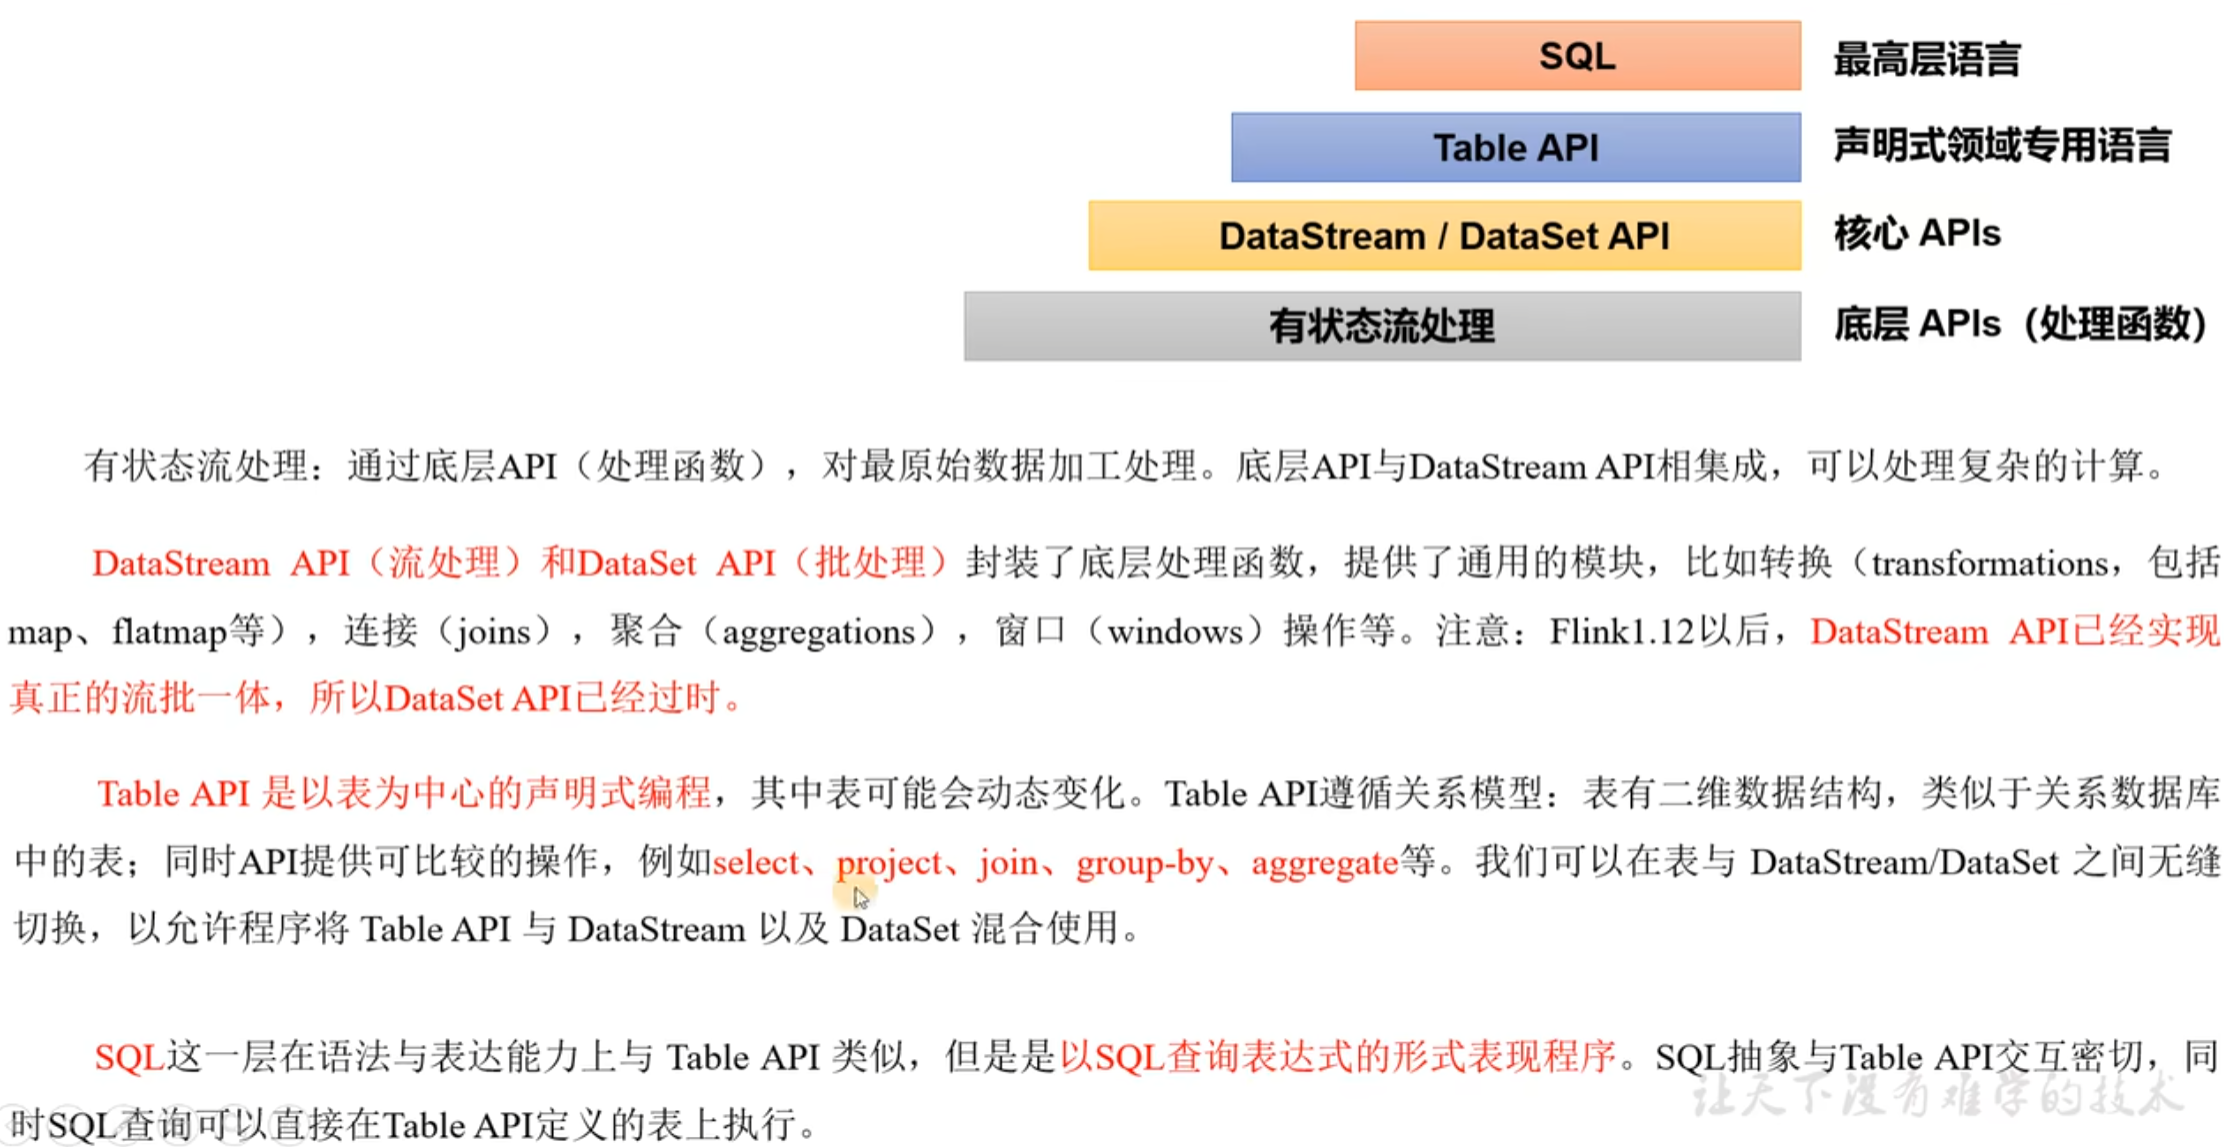 SQL 最高层语言
Table API 声明式领域专用语言
DataStream / DataSet API 核心 APIs
有状态流处理 底层 APIs（处理函数）
有状态流处理：通过底层API（处理函数），对最原始数据加工处理。底层API与DataStream API相集成，可以处理复杂的计算。
DataStream API（流处理）和DataSet API（批处理）封装了底层处理函数，提供了通用的模块，比如转换（transformations，包括
map、flatmap等），连接（joins），聚合（aggregations），窗口（windows）操作等。注意：Flink1.12以后，DataStream API已经实现
真正的流批一体，所以DataSet API已经过时。
Table API 是以表为中心的声明式编程，其中表可能会动态变化。Table API遵循关系模型：表有二维数据结构，类似于关系数据库
中的表；同时API提供可比较的操作，例如select、project、join、group-by、aggregate等。我们可以在表与 DataStream/DataSet 之间无缝
切换，以允许程序将 Table API 与 DataStream 以及 DataSet 混合使用。
SQL这一层在语法与表达能力上与 Table API 类似，但是是以SQL查询表达式的形式表现程序。SQL抽象与Table API交互密切，同
时SQL查询可以直接在Table API定义的表上执行。
让天下没有难学的技术